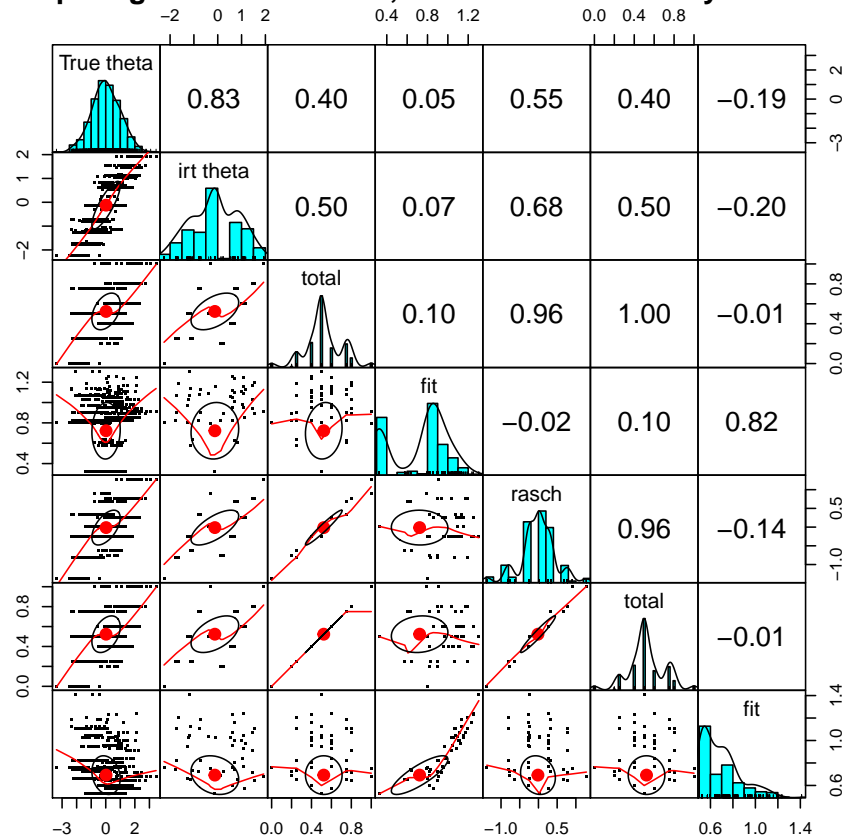 −2 0 1 2 0.4 0.8 1.2 0.0 0.4 0.8
True theta 0.83 0.40 0.05 0.55 0.40 −0.19
−3 0 2
−2 0 1 2
irt theta 0.50 0.07 0.68 0.50 −0.20
total 0.10 0.96 1.00 −0.01
0.0 0.4 0.8
0.4 0.8 1.2
fit −0.02 0.10 0.82
rasch 0.96 −0.14
−1.0 0.5
0.0 0.4 0.8
total −0.01
fit
0.6 1.0 1.4
−3 0 2 0.0 0.4 0.8 −1.0 0.5 0.6 1.0 1.4